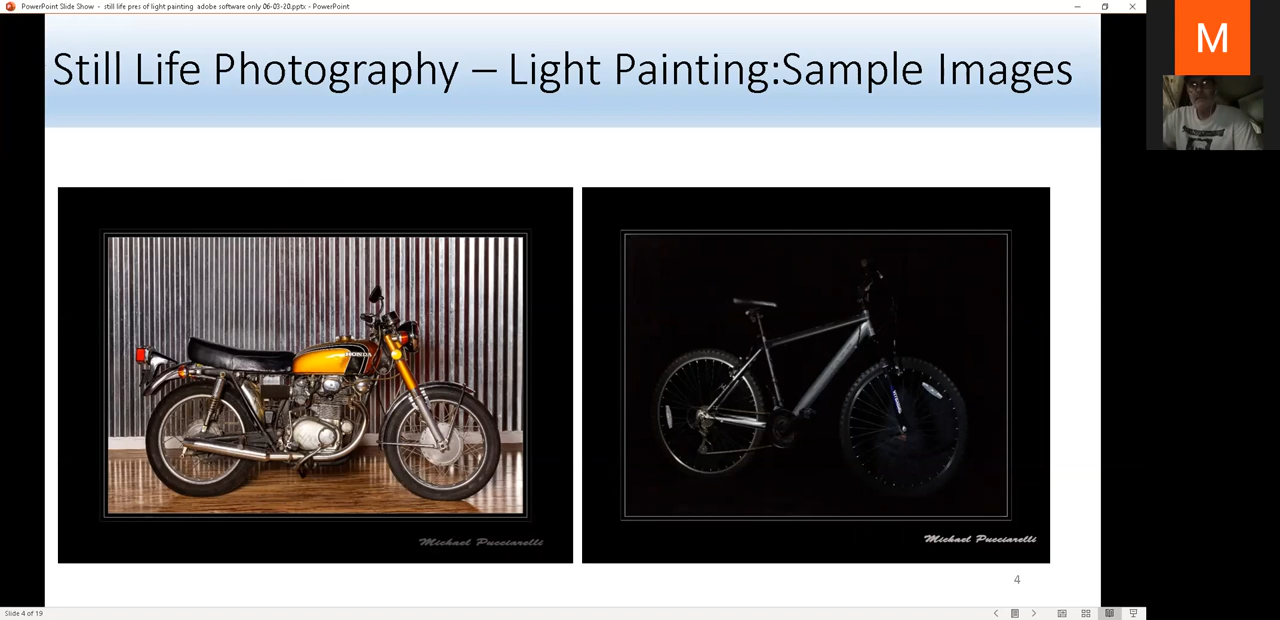 PowerPoint Slide Show - still life pres of light painting adobe software only 06-03-20.pptx - PowerPoint
M
Still Life Photography – Light Painting:Sample Images
HONDA
Michael Pucciarelli
Michael Pucciarelli
4
Slide 4 of 19